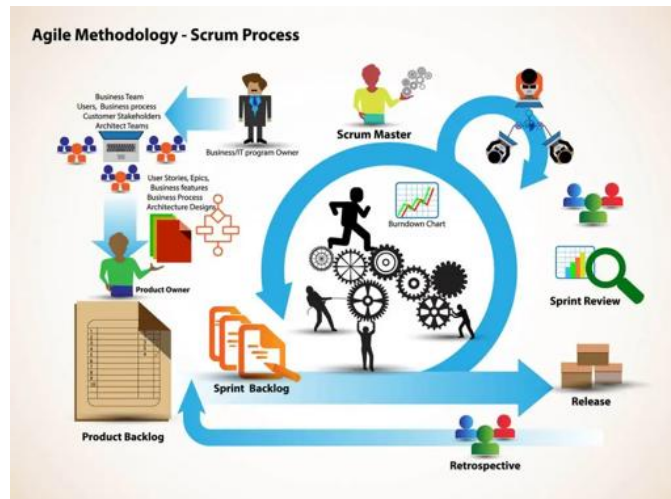 Agile Methodology - Scrum Process
Business Team
Users, Business process
Customer Stakeholders
Architect Teams
Business/IT program Owner
Scrum Master
User Stories, Epics,
Business features
Business Process
Architecture Designs
Burndown Chart
Product Owner
Sprint Review
Sprint Backlog
Release
Product Backlog
Retrospective